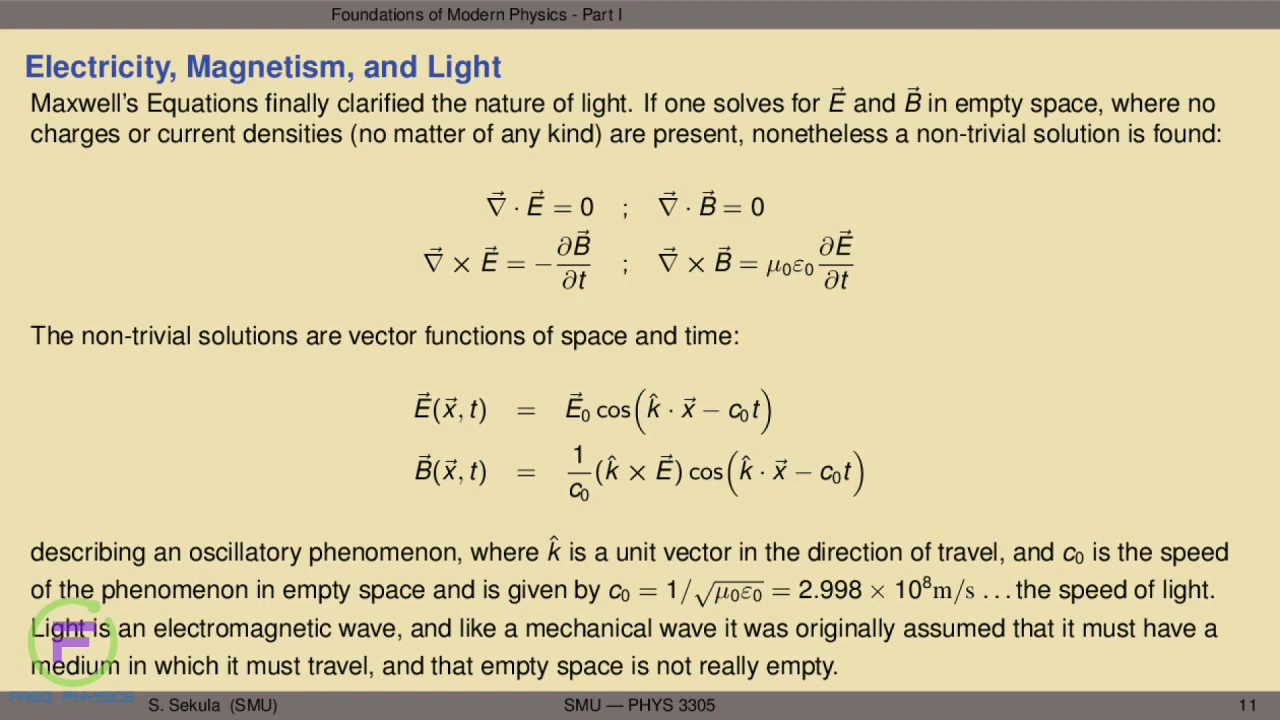 Foundations of Modern Physics - Part I
Electricity, Magnetism, and Light
Maxwell's Equations finally clarified the nature of light. If one solves for E⃗ and B⃗ in empty space, where no
charges or current densities (no matter of any kind) are present, nonetheless a non-trivial solution is found:
∇⃗ · E⃗ = 0 ; ∇⃗ · B⃗ = 0
∇⃗ × E⃗ = −∂B⃗/∂t ; ∇⃗ × B⃗ = μ₀ε₀ ∂E⃗/∂t
The non-trivial solutions are vector functions of space and time:
E⃗(x⃗, t) = E⃗₀ cos(k̂ · x⃗ − c₀t)
B⃗(x⃗, t) = 1/c₀ (k̂ × E⃗) cos(k̂ · x⃗ − c₀t)
describing an oscillatory phenomenon, where k̂ is a unit vector in the direction of travel, and c₀ is the speed
of the phenomenon in empty space and is given by c₀ = 1/√μ₀ε₀ = 2.998 × 10⁸m/s ... the speed of light.
Light is an electromagnetic wave, and like a mechanical wave it was originally assumed that it must have a
medium in which it must travel, and that empty space is not really empty.
F
FREQ PHYSICS
S. Sekula (SMU) SMU — PHYS 3305 11